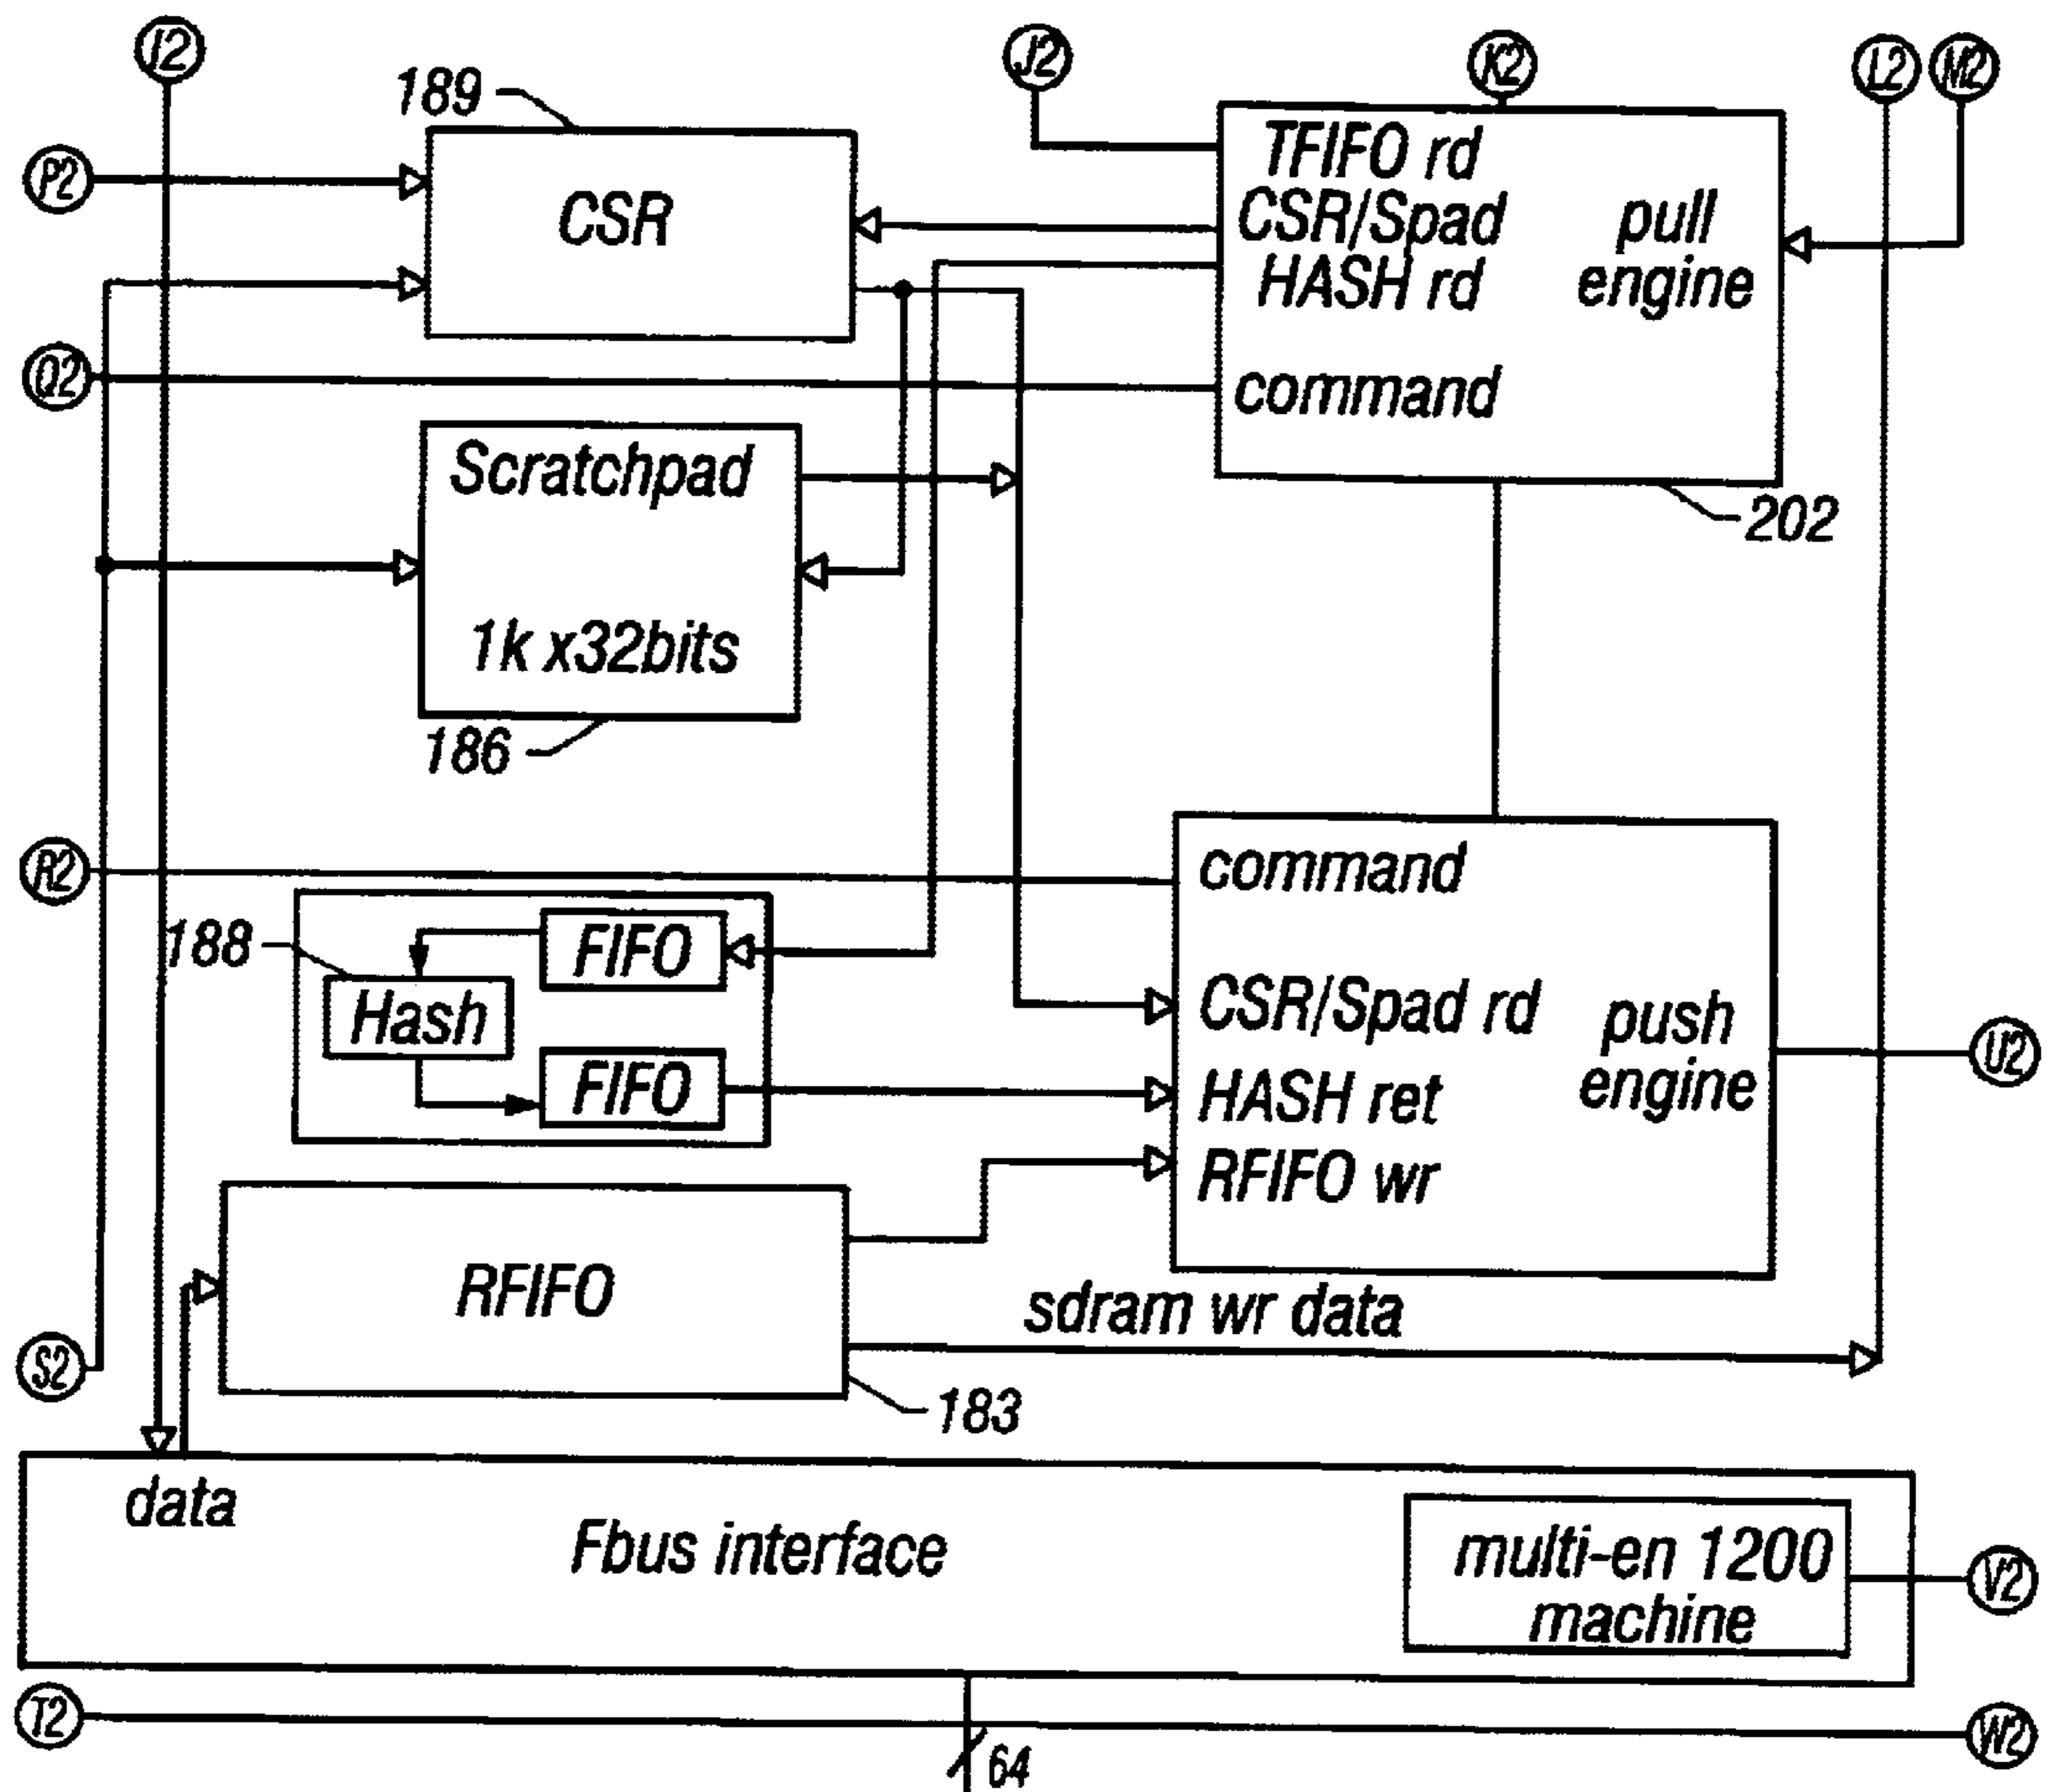 I2
J2
K2
L2
M2
189
P2
CSR
TFIFO rd
CSR/Spad
HASH rd
pull
engine
Q2
command
Scratchpad
1k x32bits
202
186
R2
command
188
FIFO
Hash
FIFO
CSR/Spad rd
HASH ret
RFIFO wr
push
engine
U2
RFIFO
sdram wr data
S2
183
data
Fbus interface
multi-en 1200
machine
V2
T2
W2
64